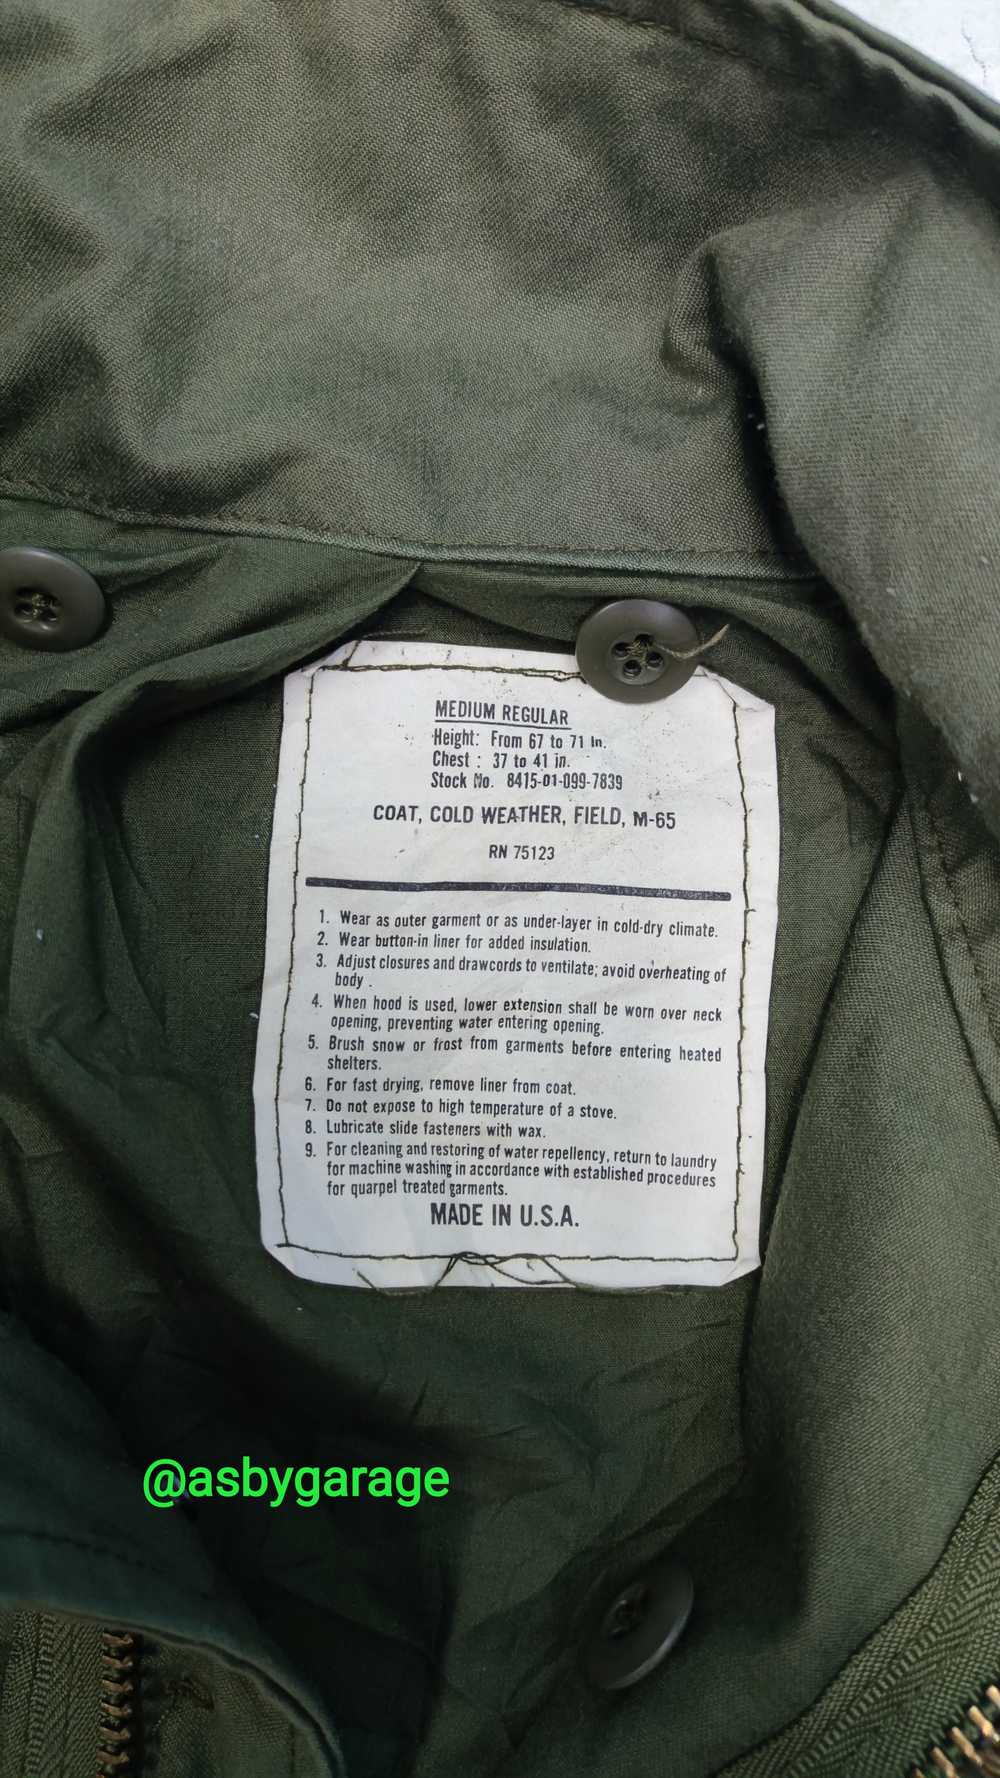 MEDIUM REGULAR
Height: From 67 to 71 In.
Chest : 37 to 41 in.
Stock No. 8415-01-099-7839
COAT, COLD WEATHER, FIELD, M-65
RN 75123
1. Wear as outer garment or as under-layer in cold-dry climate.
2. Wear button-in liner for added insulation.
3. Adjust closures and drawcords to ventilate; avoid overheating of
body .
4. When hood is used, lower extension shall be worn over neck
opening, preventing water entering opening.
5. Brush snow or frost from garments before entering heated
shelters.
6. For fast drying, remove liner from coat.
7. Do not expose to high temperature of a stove.
8. Lubricate slide fasteners with wax.
9. For cleaning and restoring of water repellency, return to laundry
for machine washing in accordance with established procedures
for quarpel treated garments.
MADE IN U.S.A.
@asbygarage